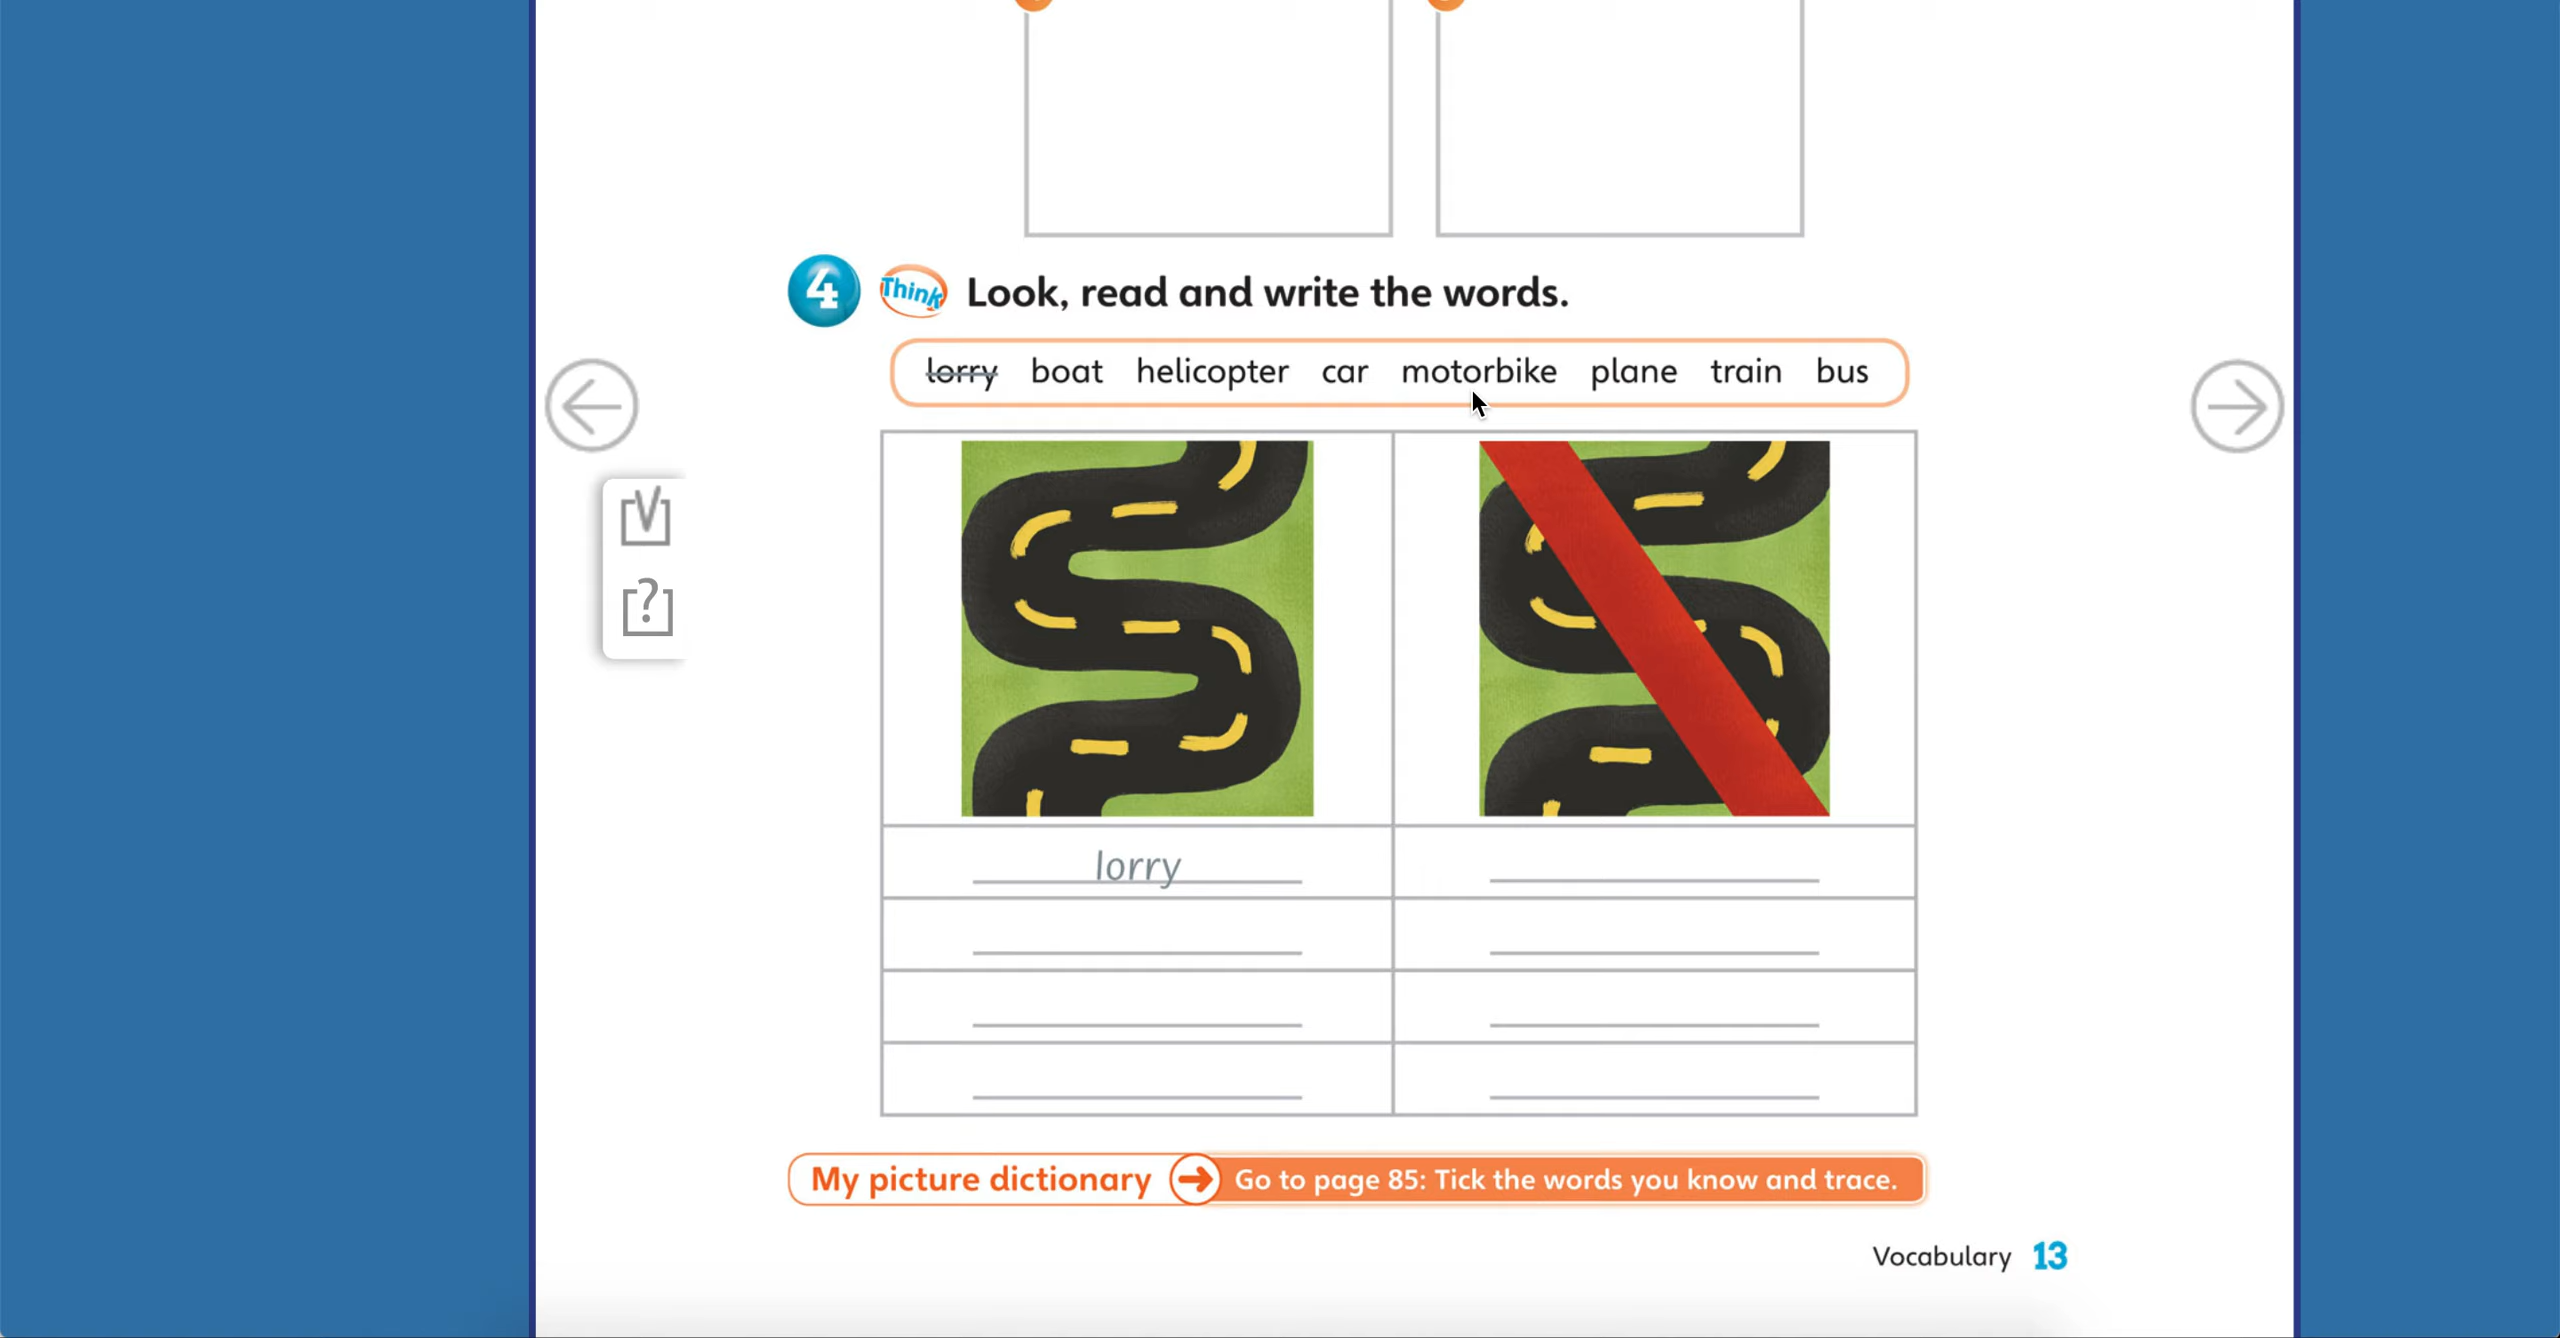 4 Think Look, read and write the words.
lorry boat helicopter car motorbike plane train bus
lorry
My picture dictionary Go to page 85: Tick the words you know and trace.
Vocabulary 13